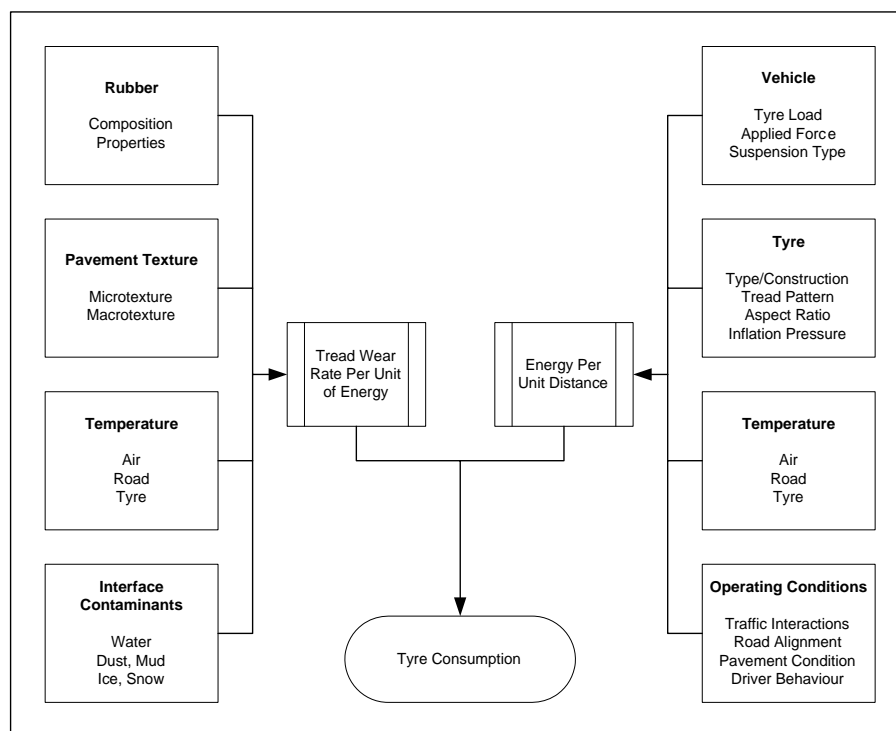 Rubber
Composition
Properties
Pavement Texture
Microtexture
Macrotexture
Temperature
Air
Road
Tyre
Interface
Contaminants
Water
Dust, Mud
Ice, Snow
Tread Wear
Rate Per Unit
of Energy
Energy Per
Unit Distance
Tyre Consumption
Vehicle
Tyre Load
Applied Force
Suspension Type
Tyre
Type/Construction
Tread Pattern
Aspect Ratio
Inflation Pressure
Temperature
Air
Road
Tyre
Operating Conditions
Traffic Interactions
Road Alignment
Pavement Condition
Driver Behaviour